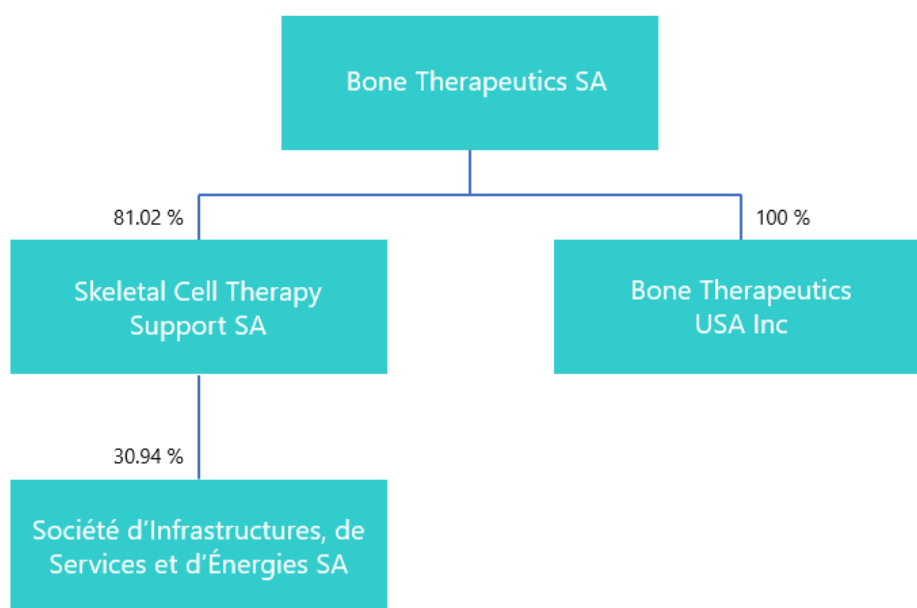 Bone Therapeutics SA
81.02 %
100 %
Skeletal Cell Therapy
Support SA
Bone Therapeutics
USA Inc
30.94 %
Société d'Infrastructures, de
Services et d'Énergies SA